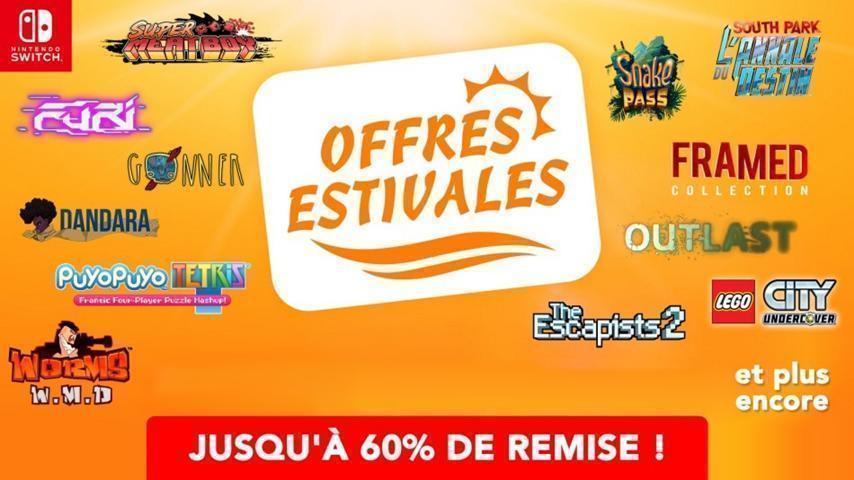 NINTENDO
SWITCH
SUPER
MEAT BOY
FURI
GONNER
DANDARA
PUYOPUYO TETRIS
Frantic Four-Player Puzzle Mashup!
WORMS
W.M.D
OFFRES
ESTIVALES
Snake
PASS
SOUTH PARK
L'ANNALE
DU DESTIN
FRAMED
COLLECTION
OUTLAST
LEGO CITY
UNDERCOVER
The
Escapists 2
et plus
encore
JUSQU'À 60% DE REMISE !